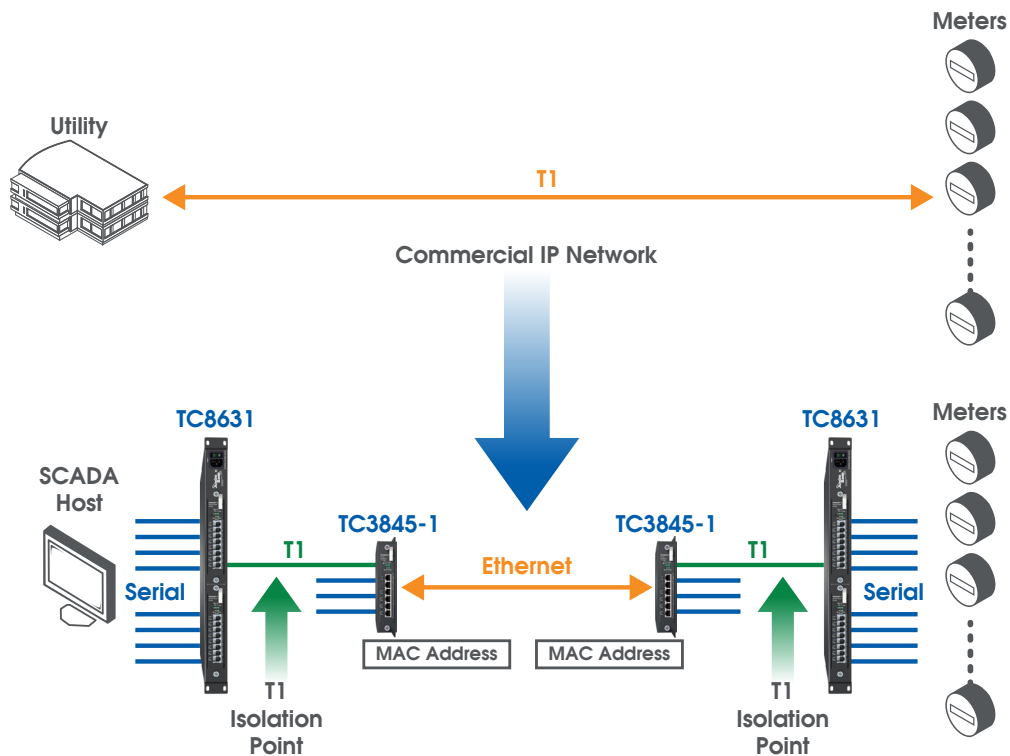 Meters
Utility
T1
Commercial IP Network
TC8631
TC8631
Meters
SCADA
Host
TC3845-1
TC3845-1
T1
Ethernet
T1
Serial
Serial
MAC Address
MAC Address
T1
Isolation
Point
T1
Isolation
Point